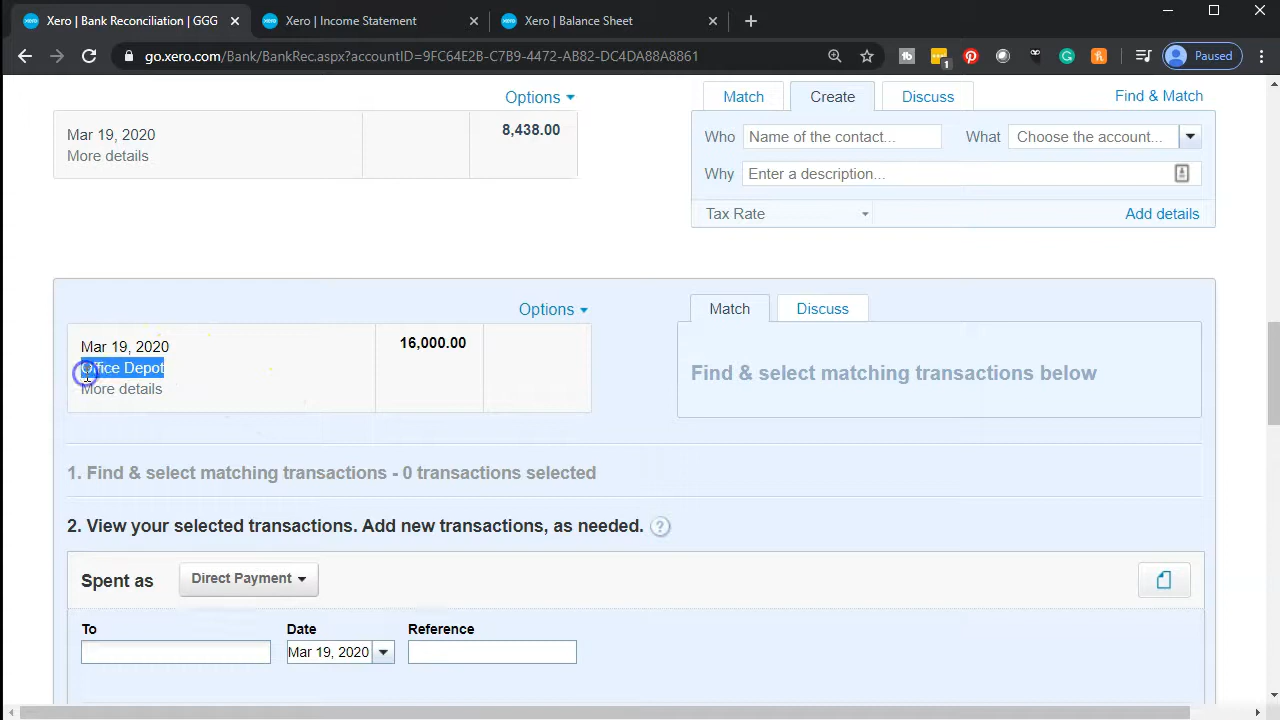 Xero | Bank Reconciliation | GGG
Xero | Income Statement
Xero | Balance Sheet
go.xero.com/Bank/BankRec.aspx?accountID=9FC64E2B-C7B9-4472-AB82-DC4DA88A8861
1
Paused
Options
Match
Create
Discuss
Find & Match
Mar 19, 2020
8,438.00
More details
Who
Name of the contact...
What
Choose the account...
Why
Enter a description...
Tax Rate
Add details
Options
Match
Discuss
Mar 19, 2020
16,000.00
Office Depot
More details
Find & select matching transactions below
1. Find & select matching transactions - 0 transactions selected
2. View your selected transactions. Add new transactions, as needed. ?
Spent as
Direct Payment
To
Date
Reference
Mar 19, 2020